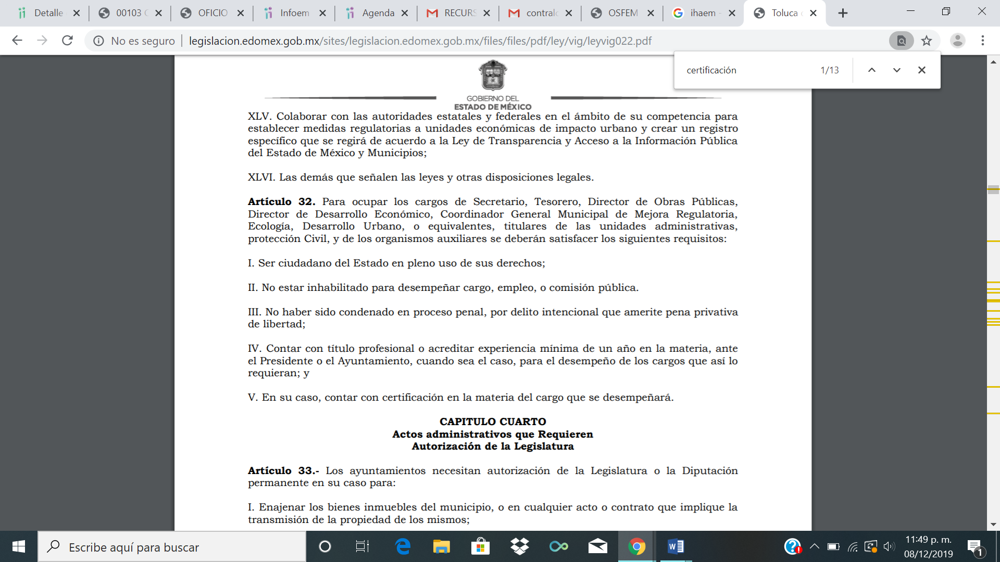 Detalle
00103 C
OFICIO
Infoem
Agenda
RECURS
contralo
OSFEM
ihaem -
Toluca d
No es seguro
legislacion.edomex.gob.mx/sites/legislacion.edomex.gob.mx/files/files/pdf/ley/vig/leyvig022.pdf
certificación 1/13
GOBIERNO DEL
ESTADO DE MÉXICO
XLV. Colaborar con las autoridades estatales y federales en el ámbito de su competencia para
establecer medidas regulatorias a unidades económicas de impacto urbano y crear un registro
específico que se regirá de acuerdo a la Ley de Transparencia y Acceso a la Información Pública
del Estado de México y Municipios;
XLVI. Las demás que señalen las leyes y otras disposiciones legales.
Artículo 32. Para ocupar los cargos de Secretario, Tesorero, Director de Obras Públicas,
Director de Desarrollo Económico, Coordinador General Municipal de Mejora Regulatoria,
Ecología, Desarrollo Urbano, o equivalentes, titulares de las unidades administrativas,
protección Civil, y de los organismos auxiliares se deberán satisfacer los siguientes requisitos:
I. Ser ciudadano del Estado en pleno uso de sus derechos;
II. No estar inhabilitado para desempeñar cargo, empleo, o comisión pública.
III. No haber sido condenado en proceso penal, por delito intencional que amerite pena privativa
de libertad;
IV. Contar con título profesional o acreditar experiencia mínima de un año en la materia, ante
el Presidente o el Ayuntamiento, cuando sea el caso, para el desempeño de los cargos que así lo
requieran; y
V. En su caso, contar con certificación en la materia del cargo que se desempeñará.
CAPITULO CUARTO
Actos administrativos que Requieren
Autorización de la Legislatura
Artículo 33.- Los ayuntamientos necesitan autorización de la Legislatura o la Diputación
permanente en su caso para:
I. Enajenar los bienes inmuebles del municipio, o en cualquier acto o contrato que implique la
transmisión de la propiedad de los mismos;
Escribe aquí para buscar
11:49 p. m.
08/12/2019
1